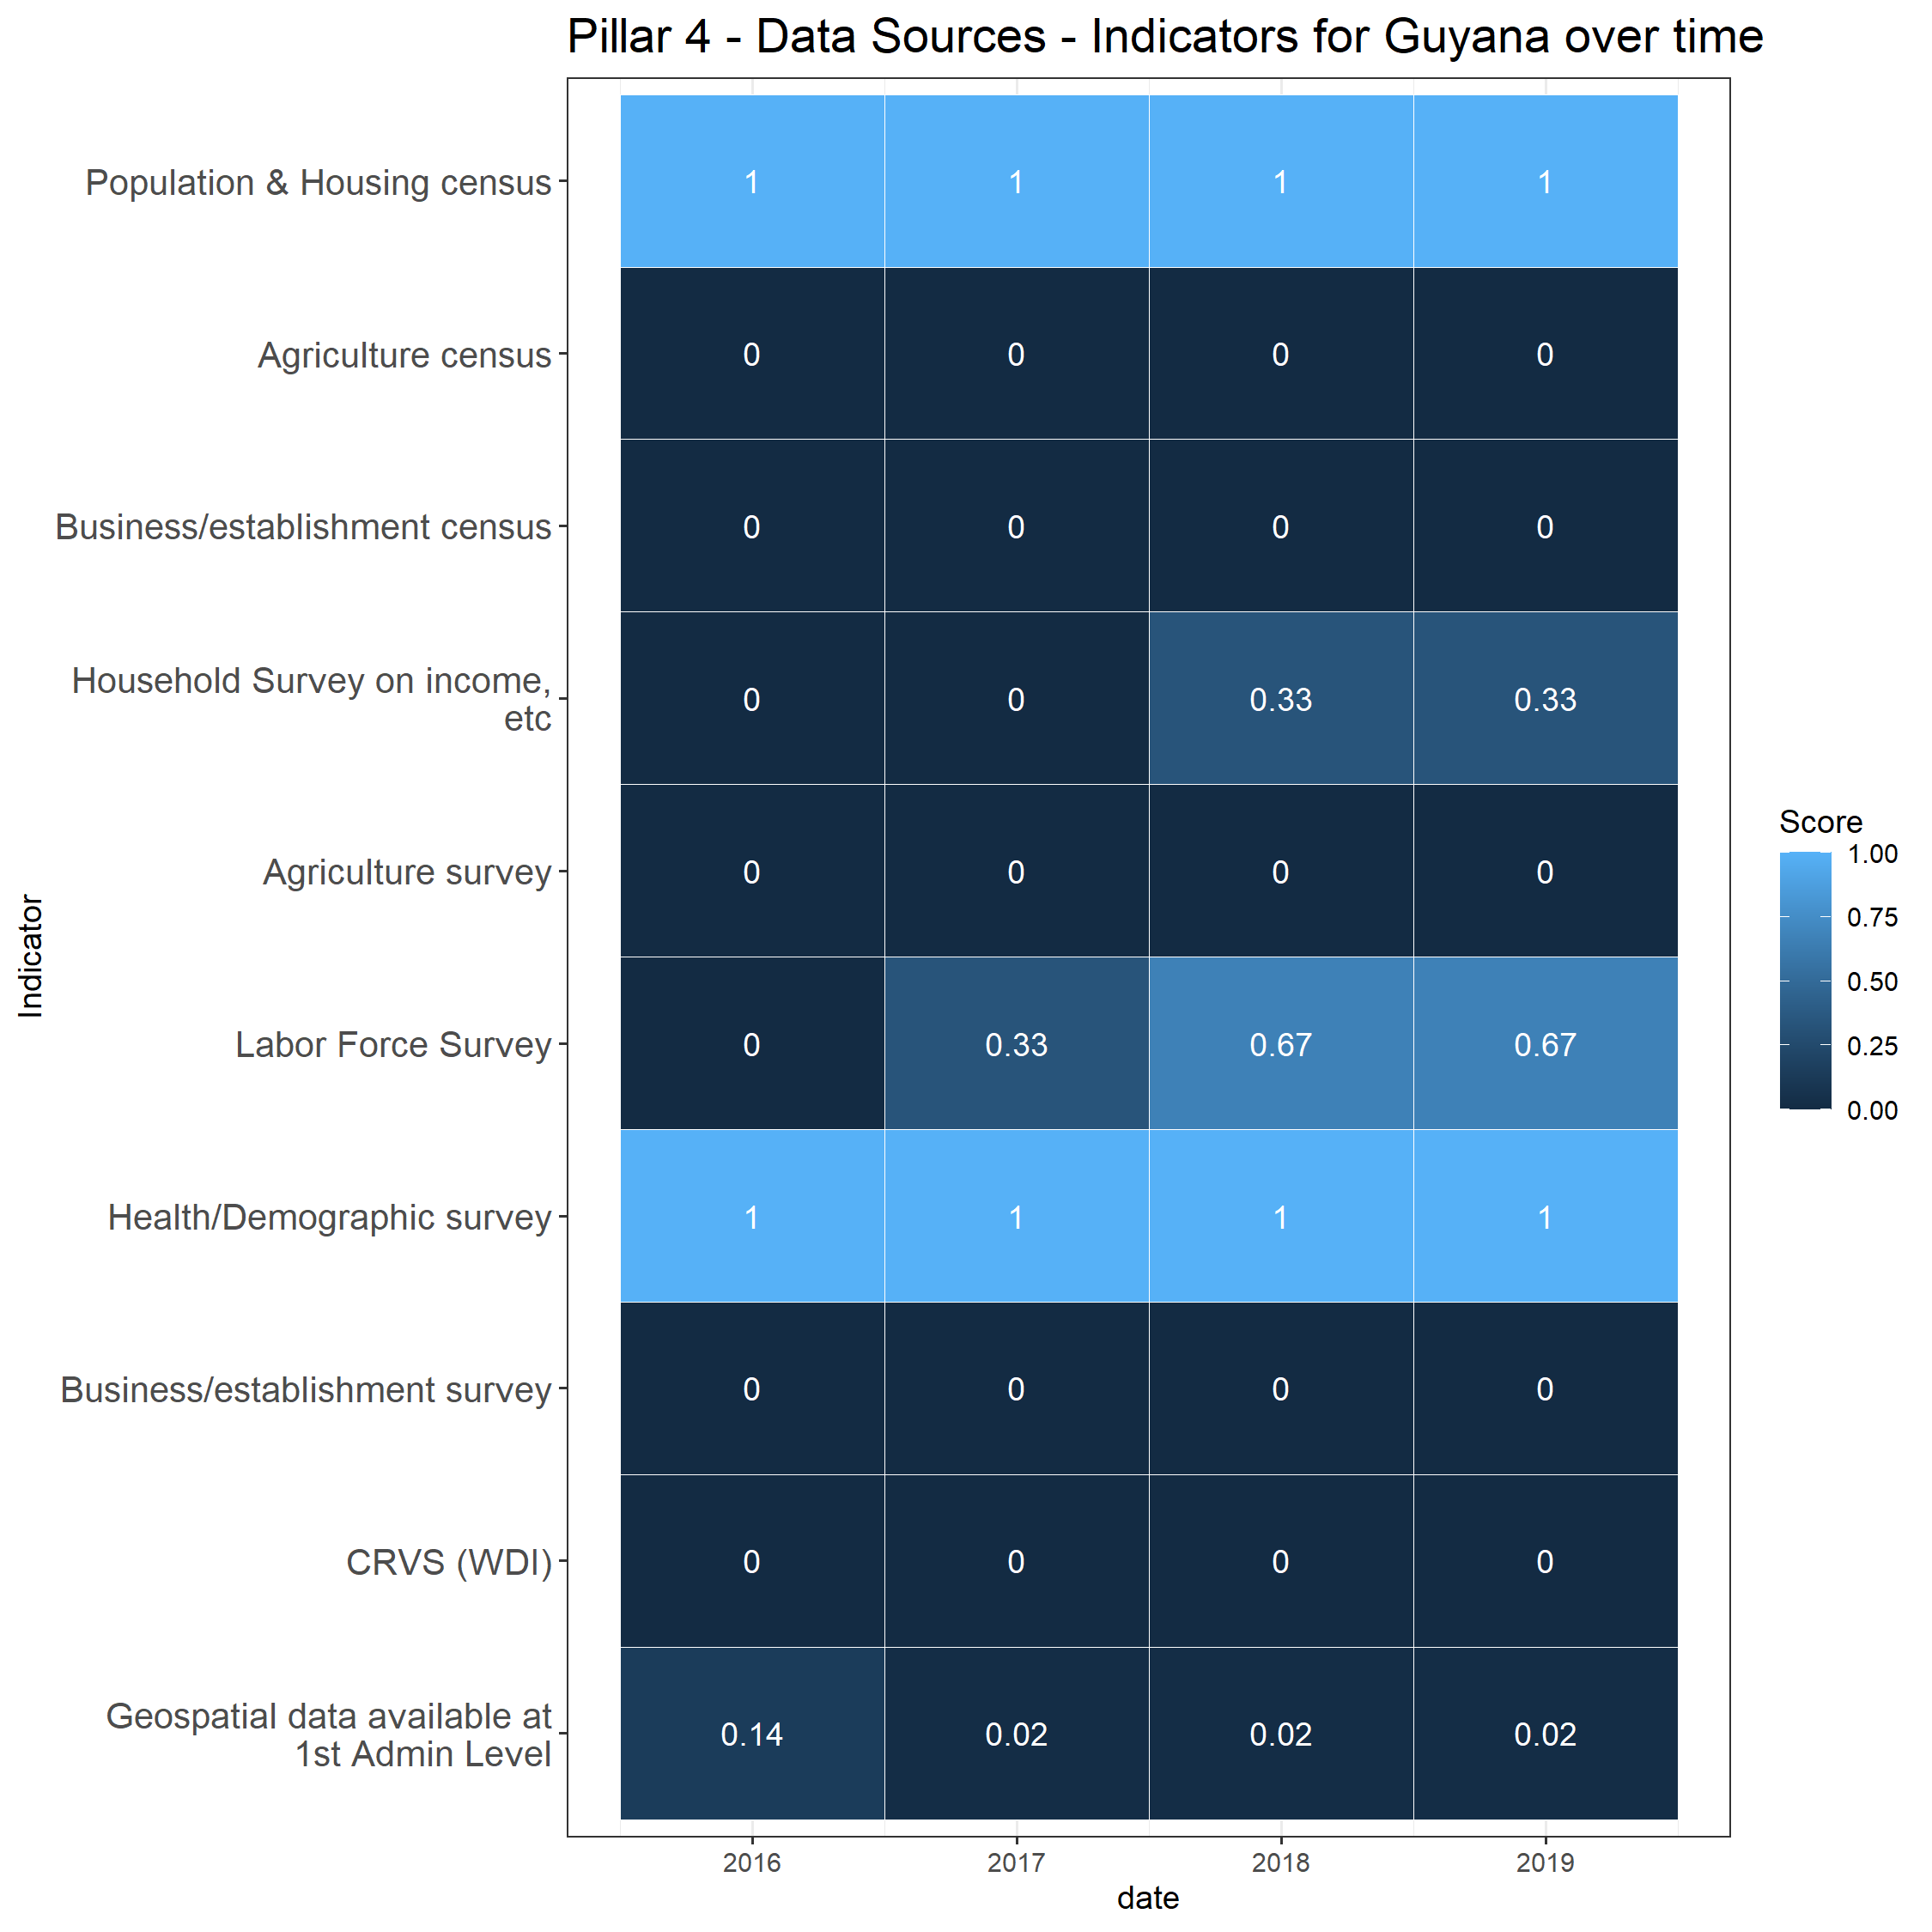 Pillar 4 - Data Sources - Indicators for Guyana over time
Population & Housing census
1 1 1 1
Agriculture census
0 0 0 0
Business/establishment census
0 0 0 0
Household Survey on income,
etc
0 0 0.33 0.33
Agriculture survey
0 0 0 0
Labor Force Survey
0 0.33 0.67 0.67
Health/Demographic survey
1 1 1 1
Business/establishment survey
0 0 0 0
CRVS (WDI)
0 0 0 0
Geospatial data available at
1st Admin Level
0.14 0.02 0.02 0.02
2016 2017 2018 2019
date
Indicator
Score
1.00
0.75
0.50
0.25
0.00